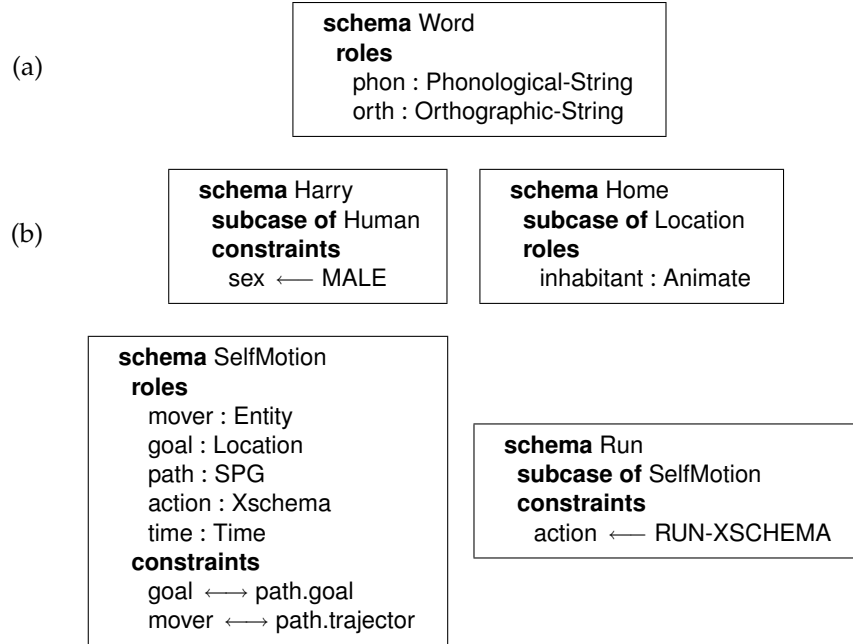 (a)
schema Word
roles
phon : Phonological-String
orth : Orthographic-String
(b)
schema Harry
subcase of Human
constraints
sex ⟵ MALE
schema Home
subcase of Location
roles
inhabitant : Animate
schema SelfMotion
roles
mover : Entity
goal : Location
path : SPG
action : Xschema
time : Time
constraints
goal ⟷ path.goal
mover ⟷ path.trajector
schema Run
subcase of SelfMotion
constraints
action ⟵ RUN-XSCHEMA